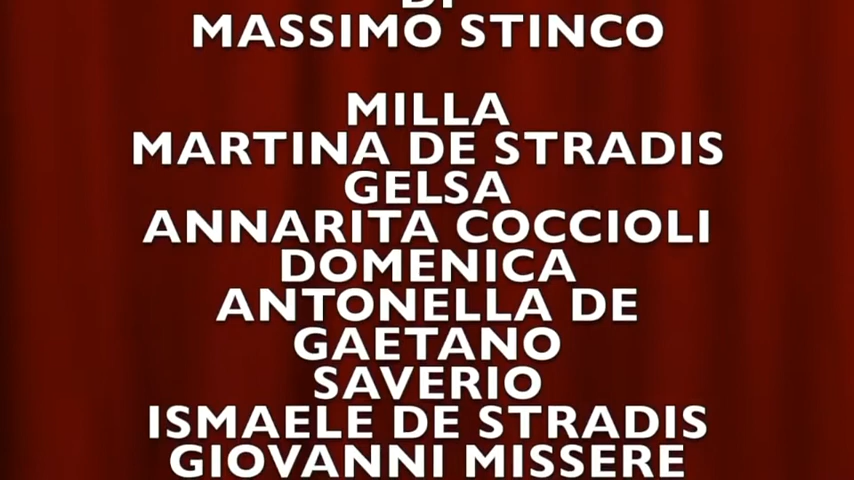 DI
MASSIMO STINCO
MILLA
MARTINA DE STRADIS
GELSA
ANNARITA COCCIOLI
DOMENICA
ANTONELLA DE
GAETANO
SAVERIO
ISMAELE DE STRADIS
GIOVANNI MISSERE